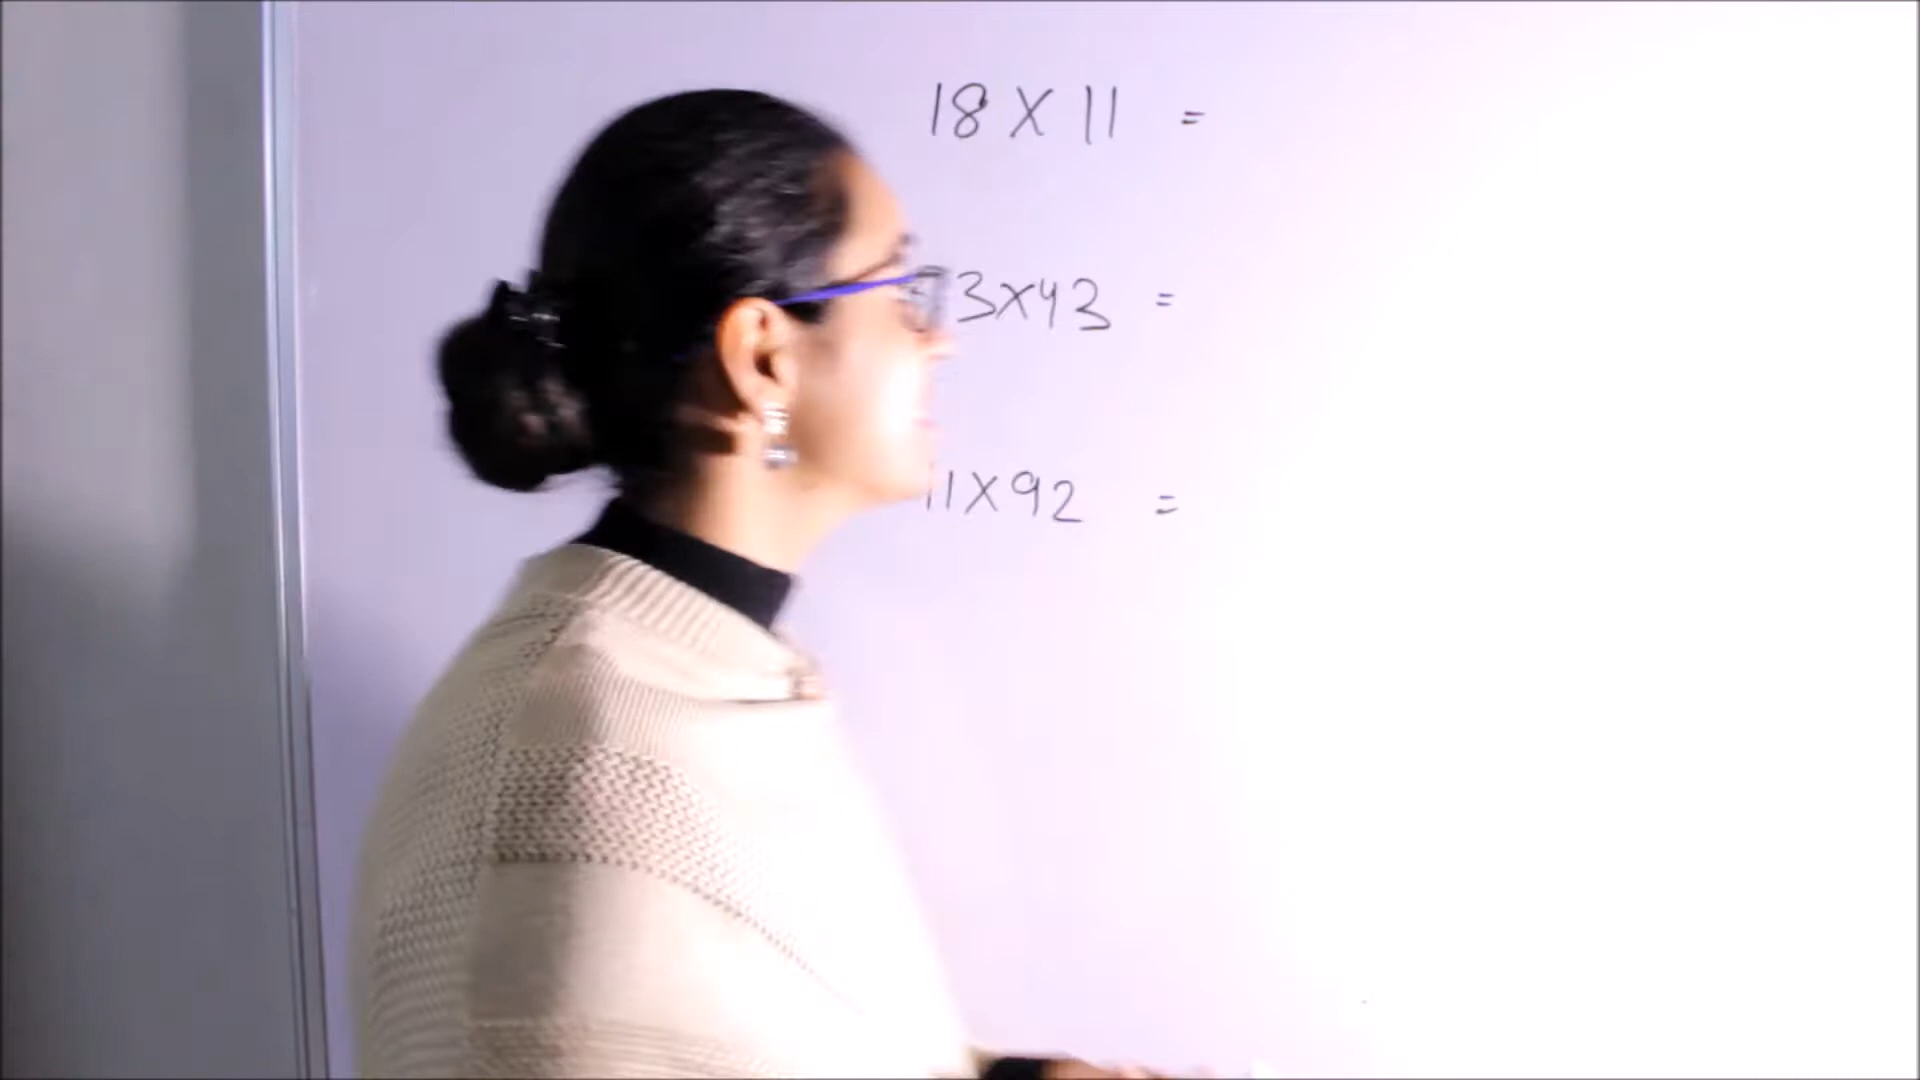 18 X 11 =
3X43 =
11X92 =